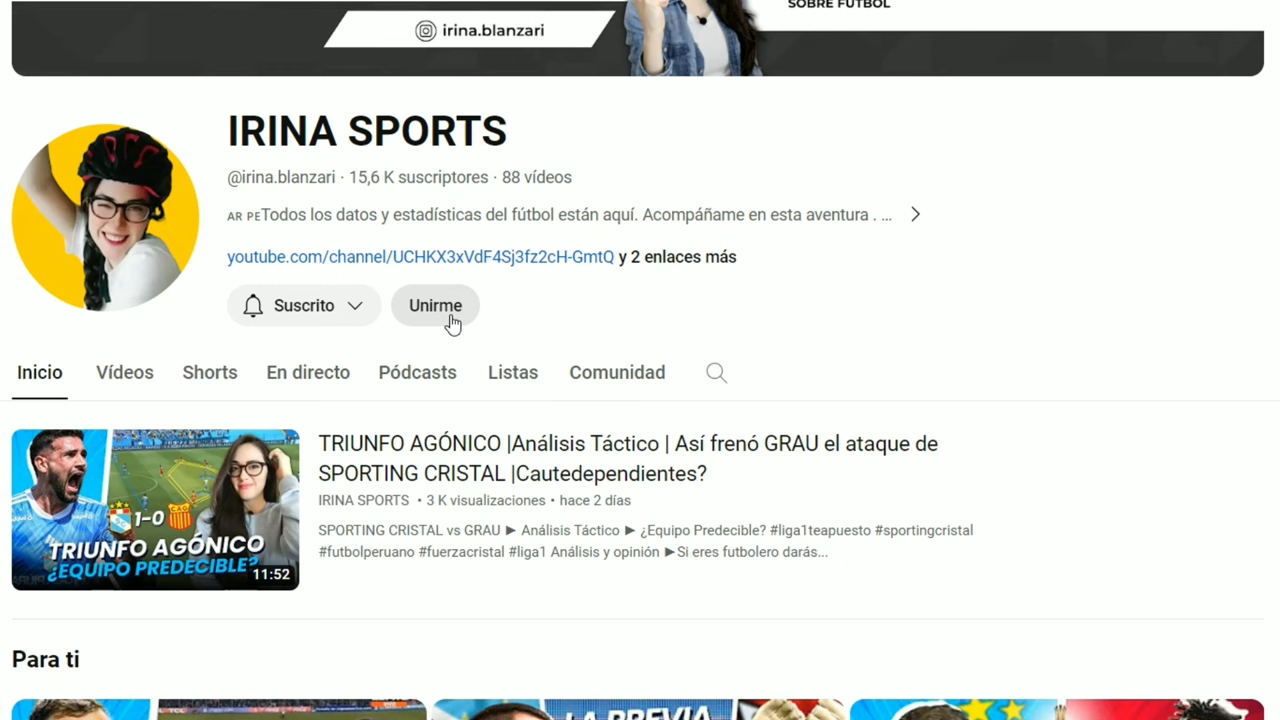 SOBRE FÚTBOL
irina.blanzari
IRINA SPORTS
@irina.blanzari · 15,6 K suscriptores · 88 vídeos
AR PETodos los datos y estadísticas del fútbol están aquí. Acompáñame en esta aventura . ...
youtube.com/channel/UCHKX3xVdF4Sj3fz2cH-GmtQ y 2 enlaces más
Suscrito
Unirme
Inicio Vídeos Shorts En directo Pódcasts Listas Comunidad
TRIUNFO AGÓNICO |Análisis Táctico | Así frenó GRAU el ataque de
SPORTING CRISTAL |Cautedependientes?
IRINA SPORTS • 3 K visualizaciones • hace 2 días
SPORTING CRISTAL vs GRAU ► Análisis Táctico ► ¿Equipo Predecible? #liga1teapuesto #sportingcristal
#futbolperuano #fuerzacristal #liga1 Análisis y opinión ►Si eres futbolero darás...
1-0
TRIUNFO AGÓNICO
¿EQUIPO PREDECIBLE?
11:52
Para ti
LA PREVIA